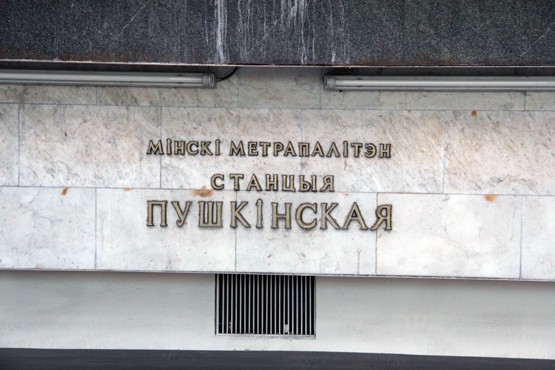 МІНСКІ МЕТРАПАЛІТЭН
СТАНЦЫЯ
ПУШКІНСКАЯ